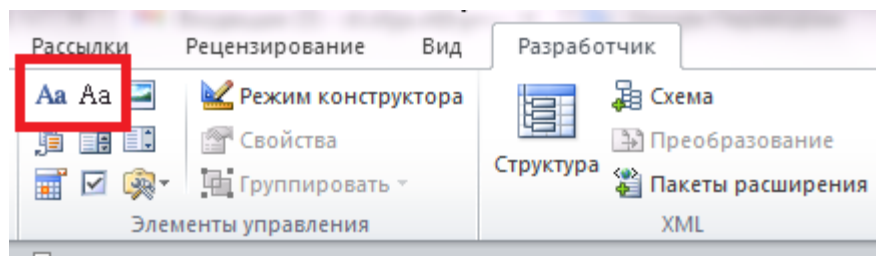 Рассылки Рецензирование Вид Разработчик
Aa Aa Режим конструктора
Свойства
Группировать
Элементы управления
Структура
Схема
Преобразование
Пакеты расширения
XML